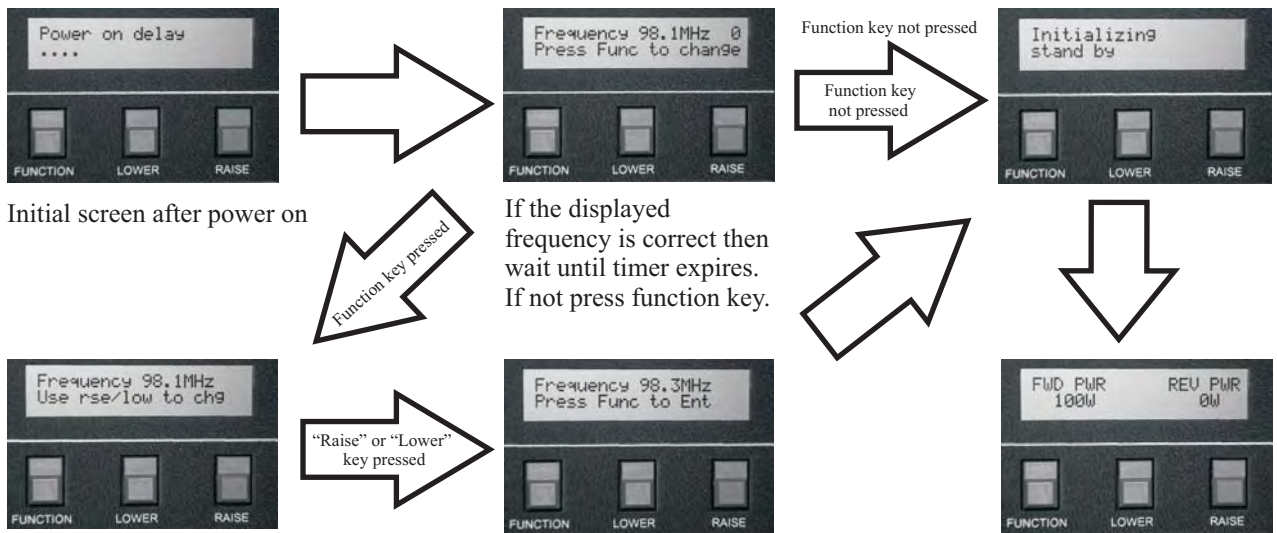 Power on delay
....
FUNCTION LOWER RAISE
Initial screen after power on
Frequency 98.1MHz 0
Press Func to change
FUNCTION LOWER RAISE
If the displayed
frequency is correct then
wait until timer expires.
If not press function key.
Function key not pressed
Function key
not pressed
Initializing
stand by
FUNCTION LOWER RAISE
Function key pressed
Frequency 98.1MHz
Use rse/low to chg
FUNCTION LOWER RAISE
“Raise” or “Lower”
key pressed
Frequency 98.3MHz
Press Func to Ent
FUNCTION LOWER RAISE
FWD PWR REV PWR
100W 0W
FUNCTION LOWER RAISE